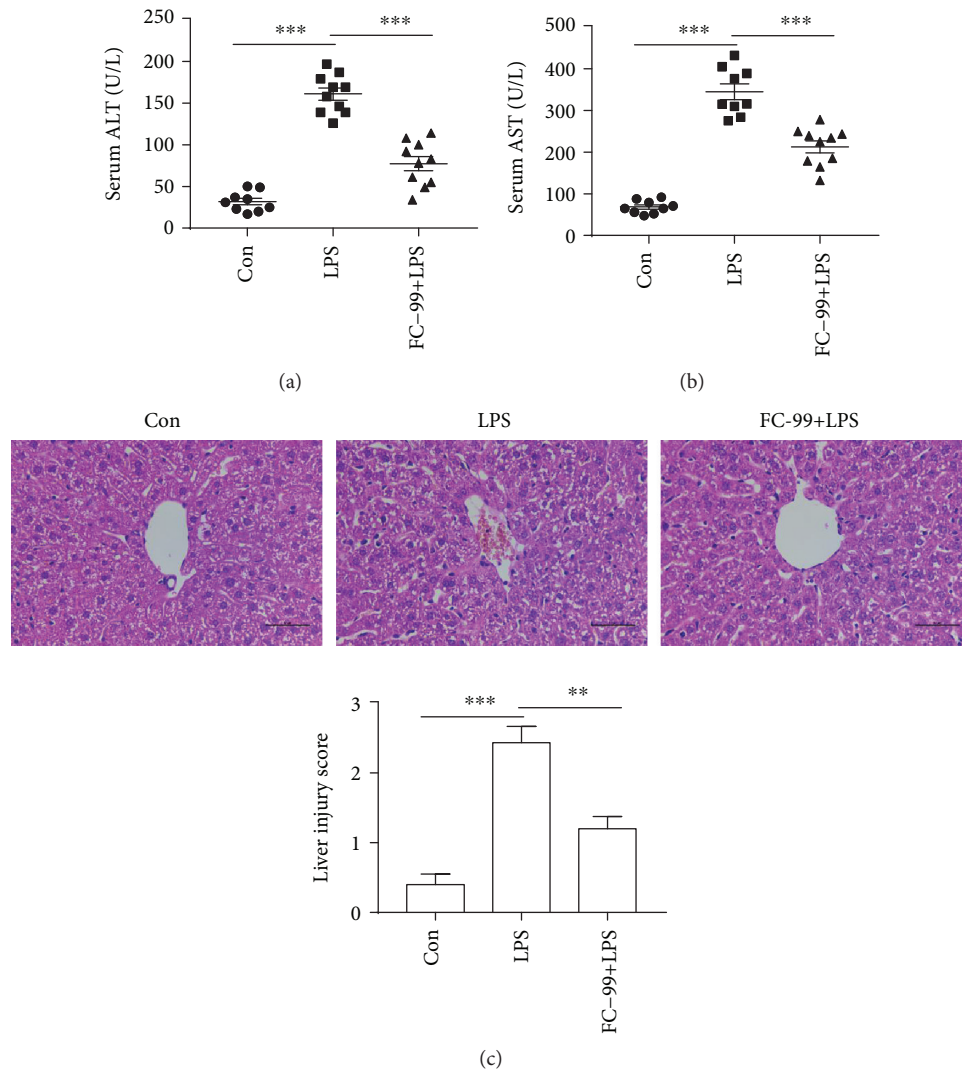 Serum ALT (U/L)
250
200
150
100
50
0
***
***
Con
LPS
FC−99+LPS
(a)
Serum AST (U/L)
500
400
300
200
100
0
***
***
Con
LPS
FC−99+LPS
(b)
Con
LPS
FC-99+LPS
Liver injury score
3
2
1
0
***
**
Con
LPS
FC−99+LPS
(c)